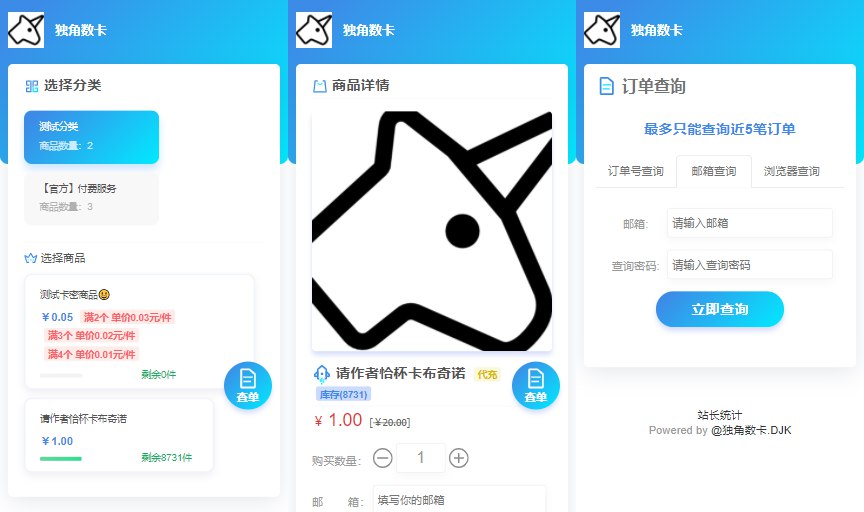 独角数卡
选择分类
测试分类
商品数量: 2
【官方】付费服务
商品数量: 3
选择商品
测试卡密商品😀
￥0.05 满2个 单价0.03元/件
满3个 单价0.02元/件
满4个 单价0.01元/件
剩余0件
查单
请作者恰杯卡布奇诺
￥1.00
剩余8731件
独角数卡
商品详情
请作者恰杯卡布奇诺 代充
库存(8731)
查单
￥ 1.00 [￥20.00]
购买数量: 1
邮 箱: 填写你的邮箱
独角数卡
订单查询
最多只能查询近5笔订单
订单号查询 邮箱查询 浏览器查询
邮箱: 请输入邮箱
查询密码: 请输入查询密码
立即查询
站长统计
Powered by @独角数卡.DJK